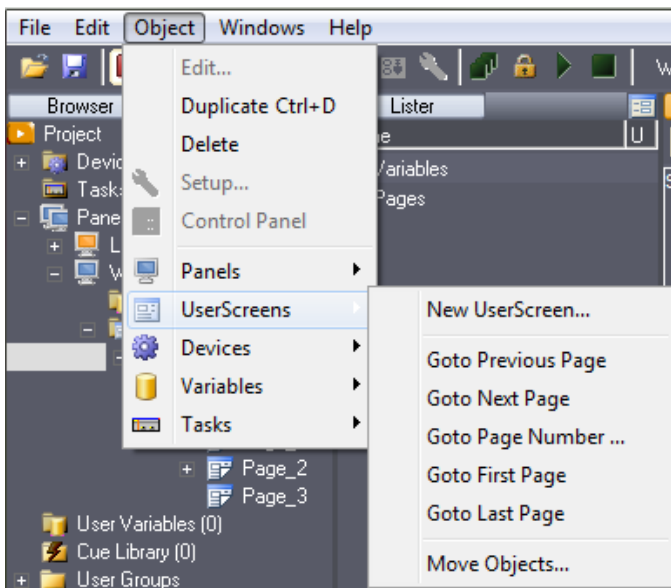 File Edit Object Windows Help
Browser Lister
Edit...
Duplicate Ctrl+D
Delete
Setup...
Control Panel
Panels
UserScreens
Devices
Variables
Tasks
New UserScreen...
Goto Previous Page
Goto Next Page
Goto Page Number ...
Goto First Page
Goto Last Page
Move Objects...
Project
U
Variables
Pages
Page_2
Page_3
User Variables (0)
Cue Library (0)
User Groups